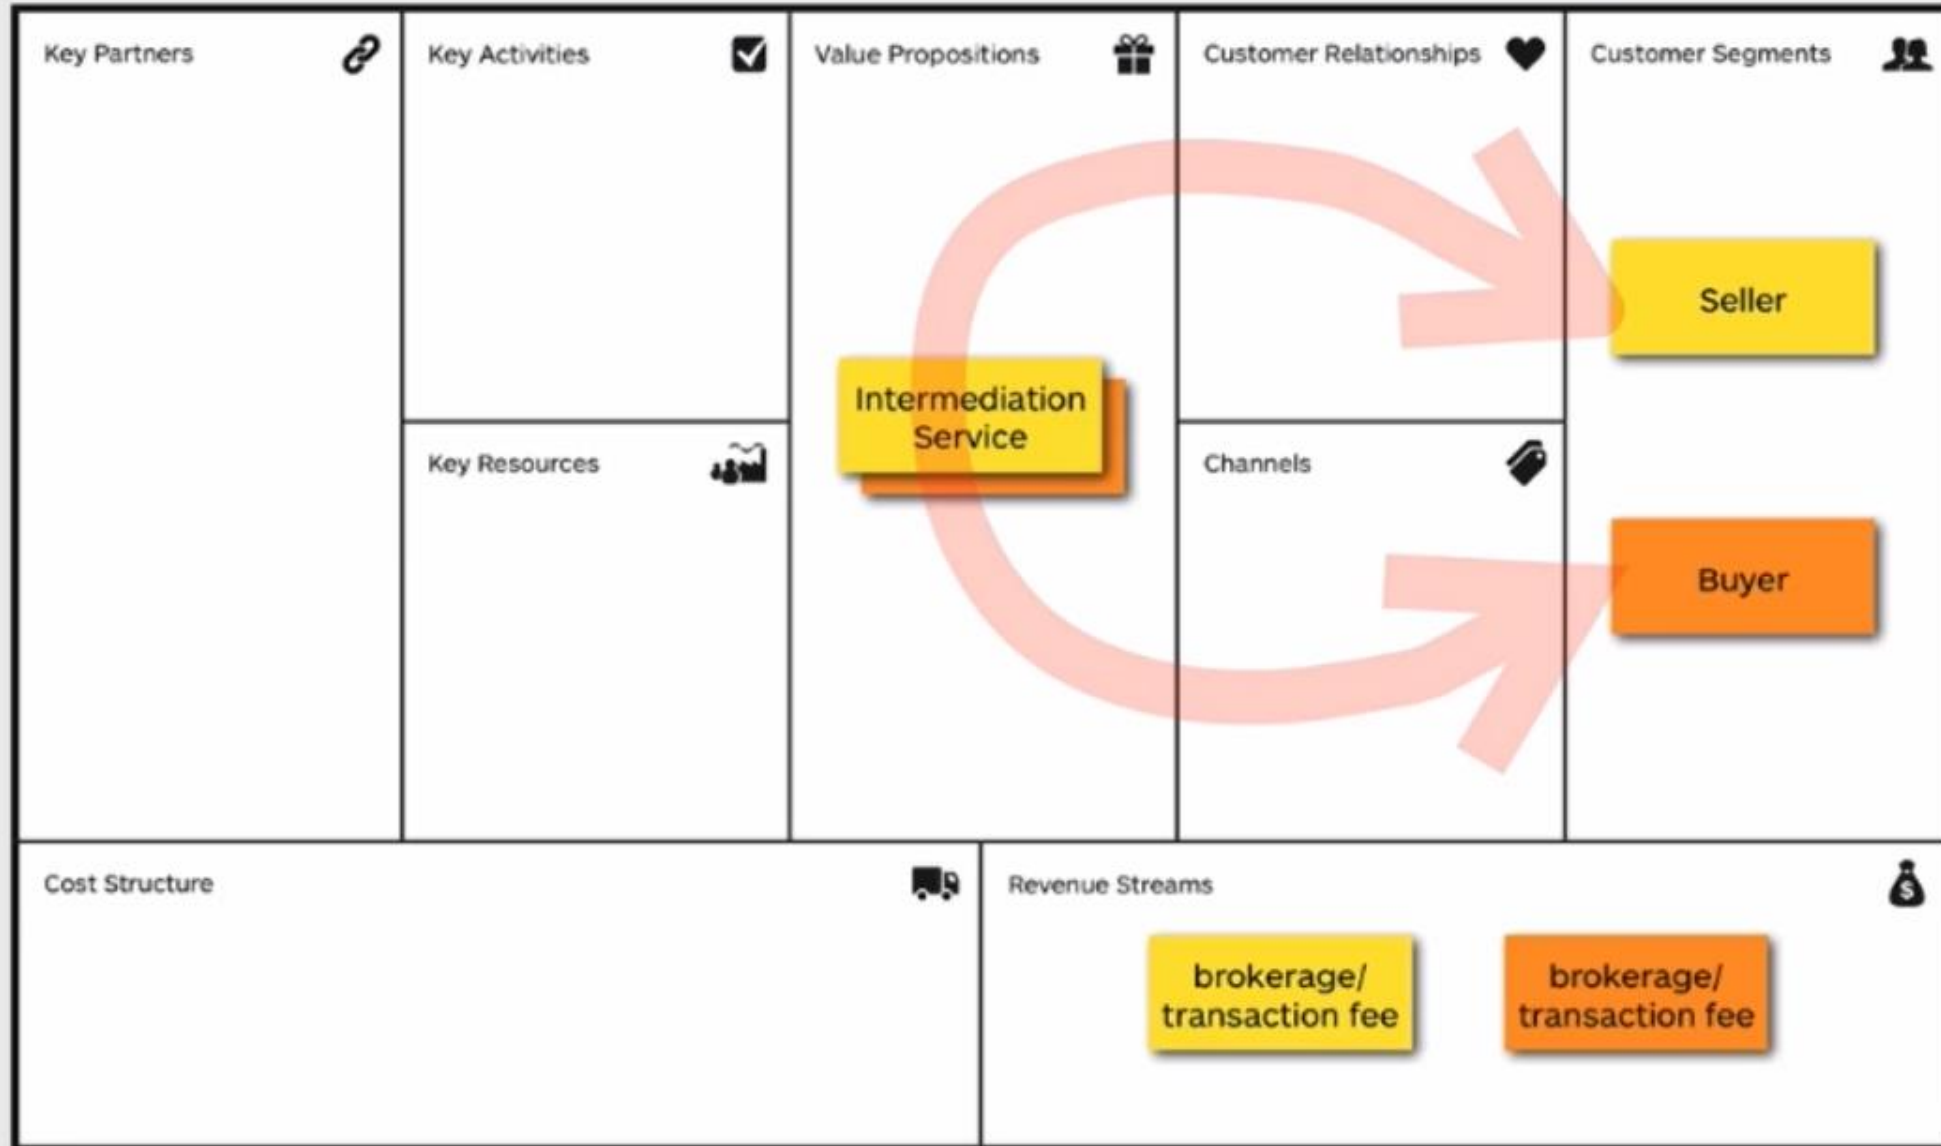 Key Partners
Key Activities
Value Propositions
Customer Relationships
Customer Segments
Seller
Intermediation
Service
Key Resources
Channels
Buyer
Cost Structure
Revenue Streams
$
brokerage/
transaction fee
brokerage/
transaction fee